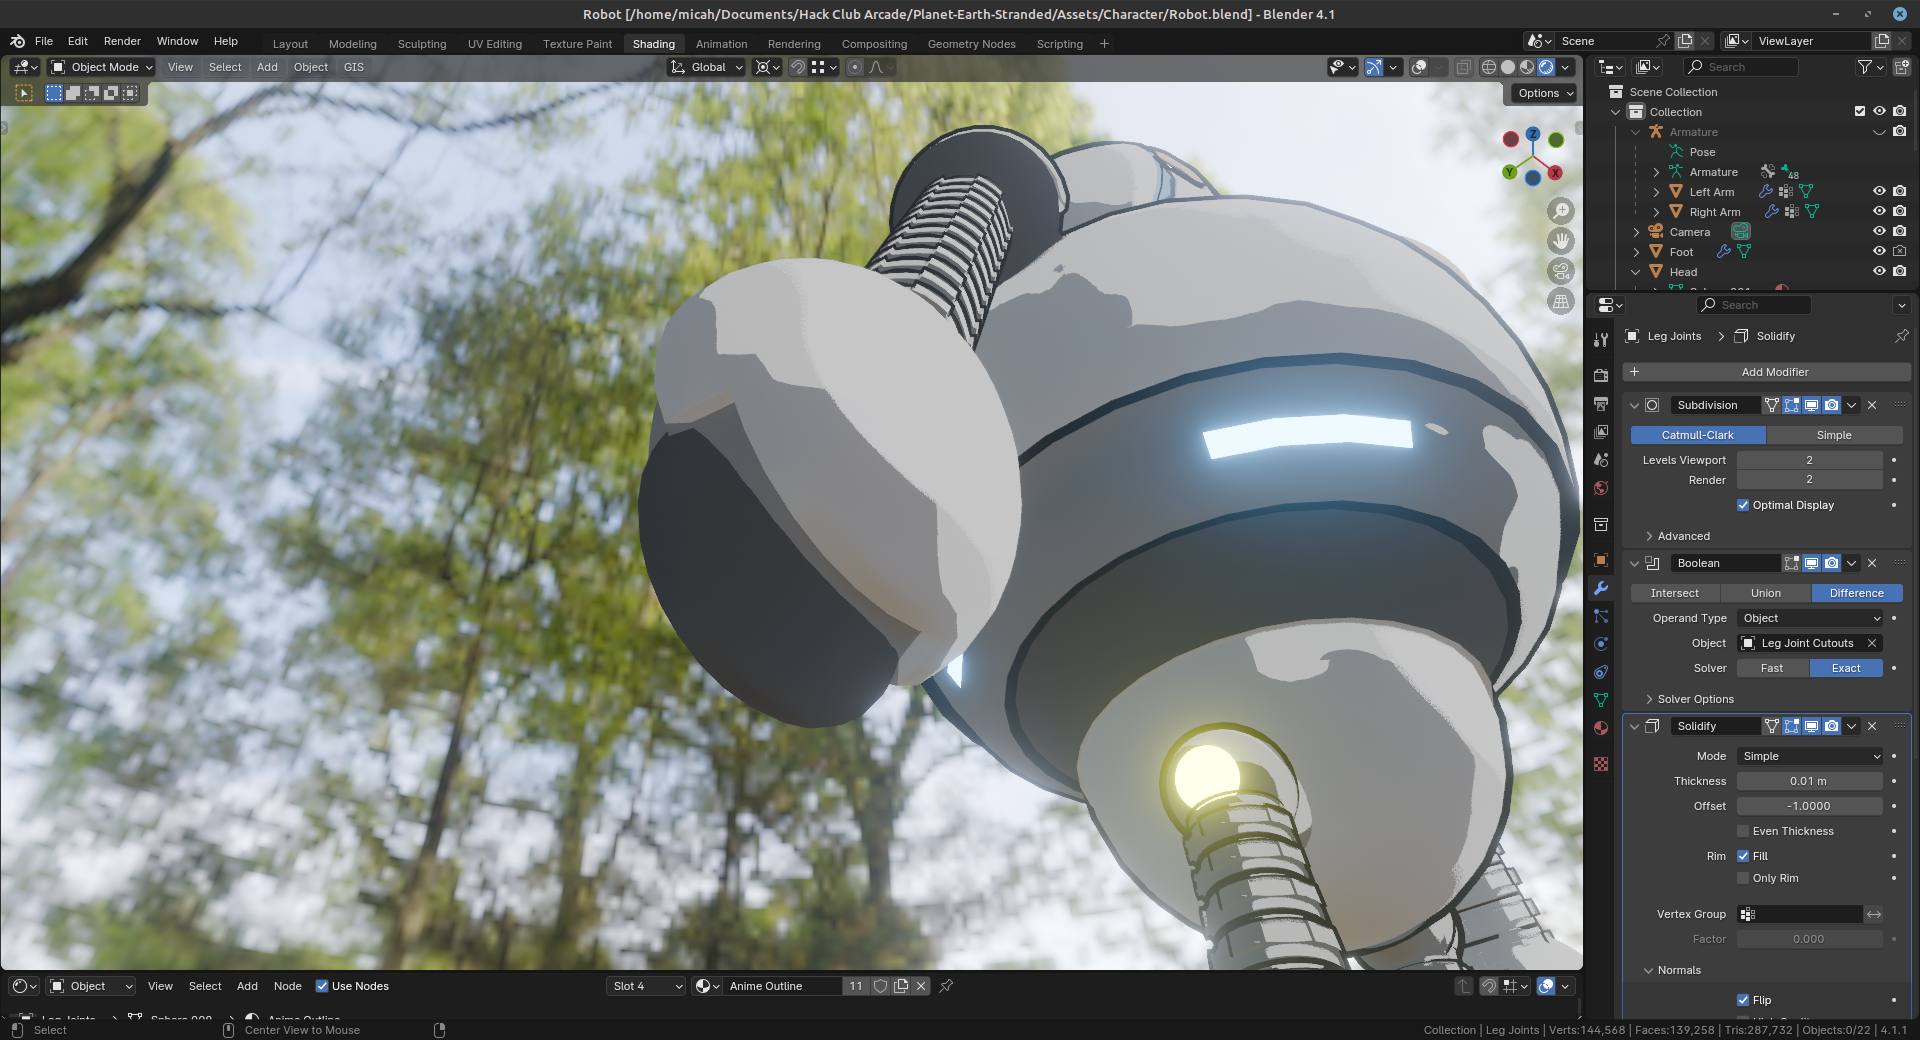 Robot [/home/micah/Documents/Hack Club Arcade/Planet-Earth-Stranded/Assets/Character/Robot.blend] - Blender 4.1
File Edit Render Window Help Layout Modeling Sculpting UV Editing Texture Paint Shading Animation Rendering Compositing Geometry Nodes Scripting + Scene ViewLayer
Object Mode View Select Add Object GIS Global Search
Options
Scene Collection
Collection
Armature
Pose
Armature 48
Left Arm
Right Arm
Camera
Foot
Head
Z
Y X
Search
Leg Joints > Solidify
+ Add Modifier
Subdivision
Catmull-Clark Simple
Levels Viewport 2
Render 2
Optimal Display
Advanced
Boolean
Intersect Union Difference
Operand Type Object
Object Leg Joint Cutouts
Solver Fast Exact
Solver Options
Solidify
Mode Simple
Thickness 0.01 m
Offset -1.0000
Even Thickness
Rim Fill
Only Rim
Vertex Group
Factor 0.000
Normals
Flip
Object View Select Add Node Use Nodes Slot 4 Anime Outline 11
Leg Joints Sphere.008 Anime Outline
Select Center View to Mouse Collection | Leg Joints | Verts:144,568 | Faces:139,258 | Tris:287,732 | Objects:0/22 | 4.1.1